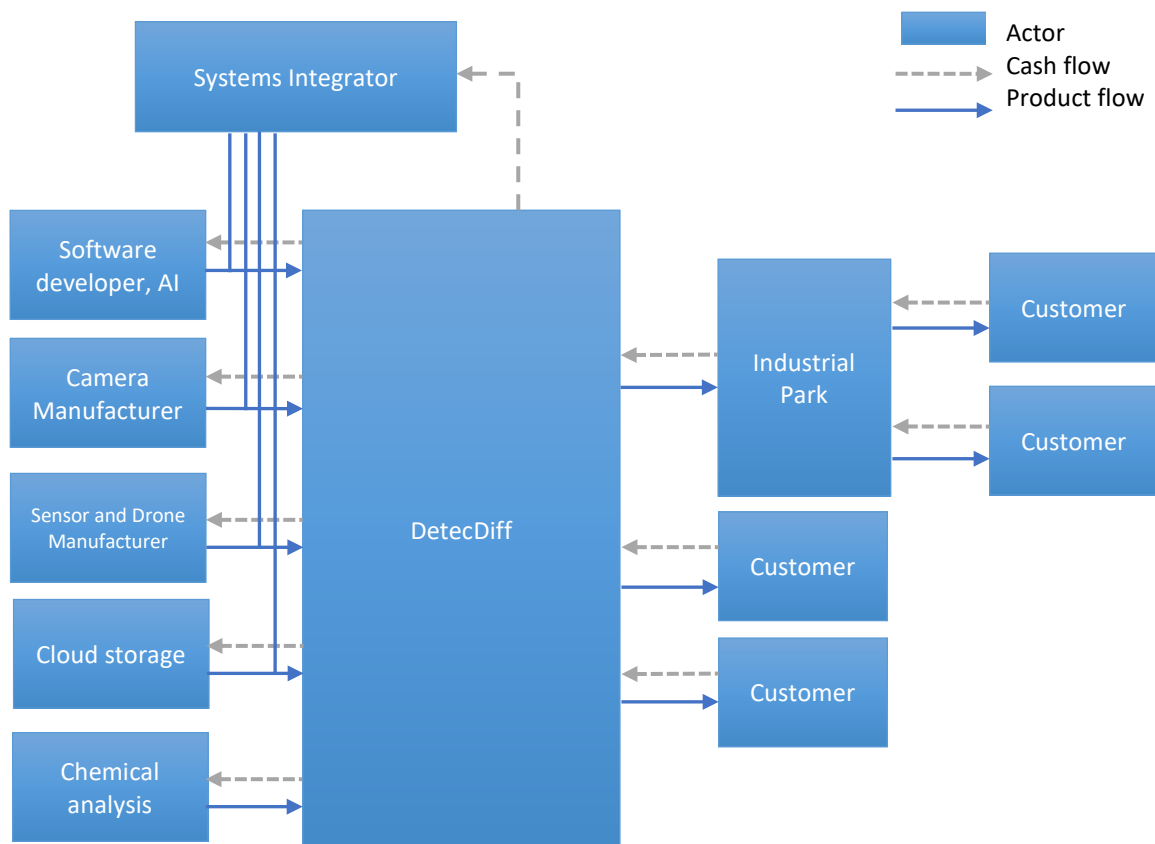 Systems Integrator
Actor
Cash flow
Product flow
Software
developer, AI
Camera
Manufacturer
Sensor and Drone
Manufacturer
Cloud storage
Chemical
analysis
DetecDiff
Industrial
Park
Customer
Customer
Customer
Customer